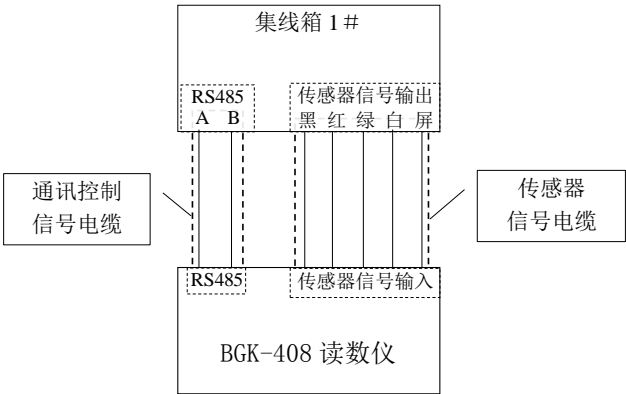 集线箱 1＃
RS485
A B
传感器信号输出
黑 红 绿 白 屏
通讯控制
信号电缆
传感器
信号电缆
RS485
传感器信号输入
BGK-408 读数仪